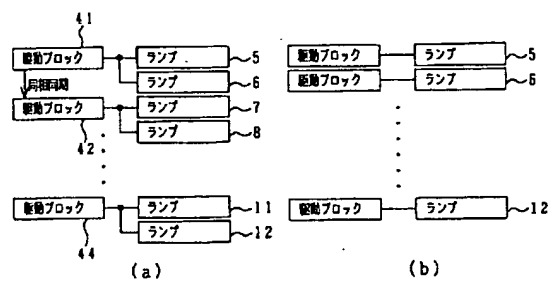 41
駆動ブロック
ランプ
5
ランプ
6
同相同期
駆動ブロック
42
ランプ
7
ランプ
8
駆動ブロック
44
ランプ
11
ランプ
12
(a)
駆動ブロック
ランプ
5
駆動ブロック
ランプ
6
駆動ブロック
ランプ
12
(b)